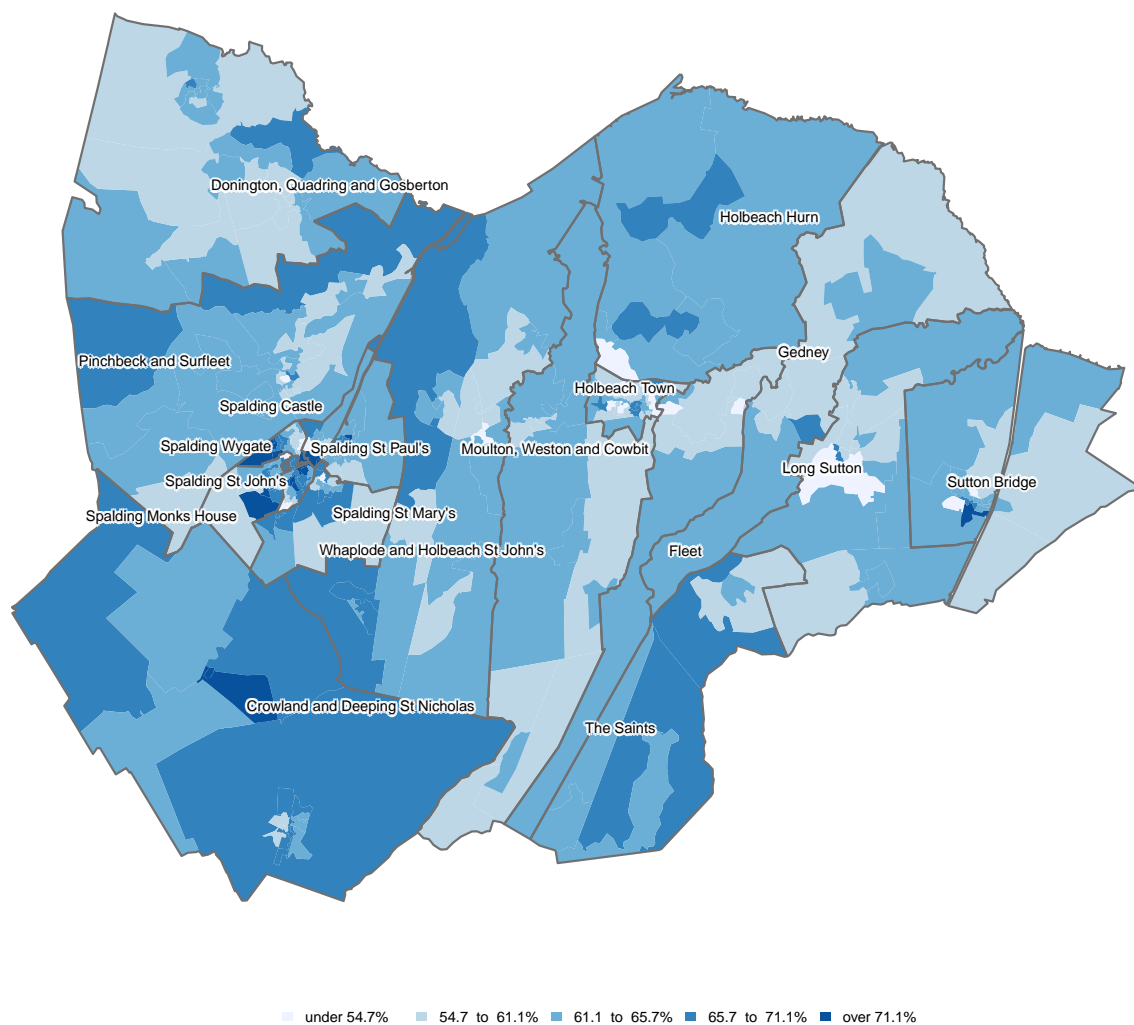 Donington, Quadring and Gosberton
Holbeach Hurn
Gedney
Pinchbeck and Surfleet
Holbeach Town
Spalding Castle
Spalding Wygate
Spalding St Paul's
Moulton, Weston and Cowbit
Long Sutton
Spalding St John's
Sutton Bridge
Spalding Monks House
Spalding St Mary's
Whaplode and Holbeach St John's
Fleet
Crowland and Deeping St Nicholas
The Saints
under 54.7% 54.7 to 61.1% 61.1 to 65.7% 65.7 to 71.1% over 71.1%